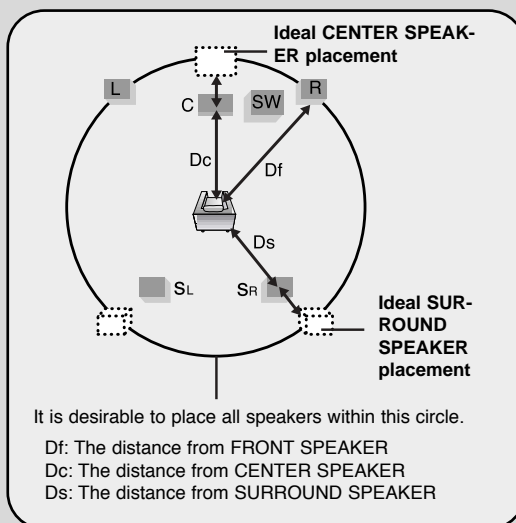 Ideal CENTER SPEAK-
ER placement
L
R
C
SW
Dc
Df
Ds
SL
SR
Ideal SUR-
ROUND
SPEAKER
placement
It is desirable to place all speakers within this circle.
Df: The distance from FRONT SPEAKER
Dc: The distance from CENTER SPEAKER
Ds: The distance from SURROUND SPEAKER